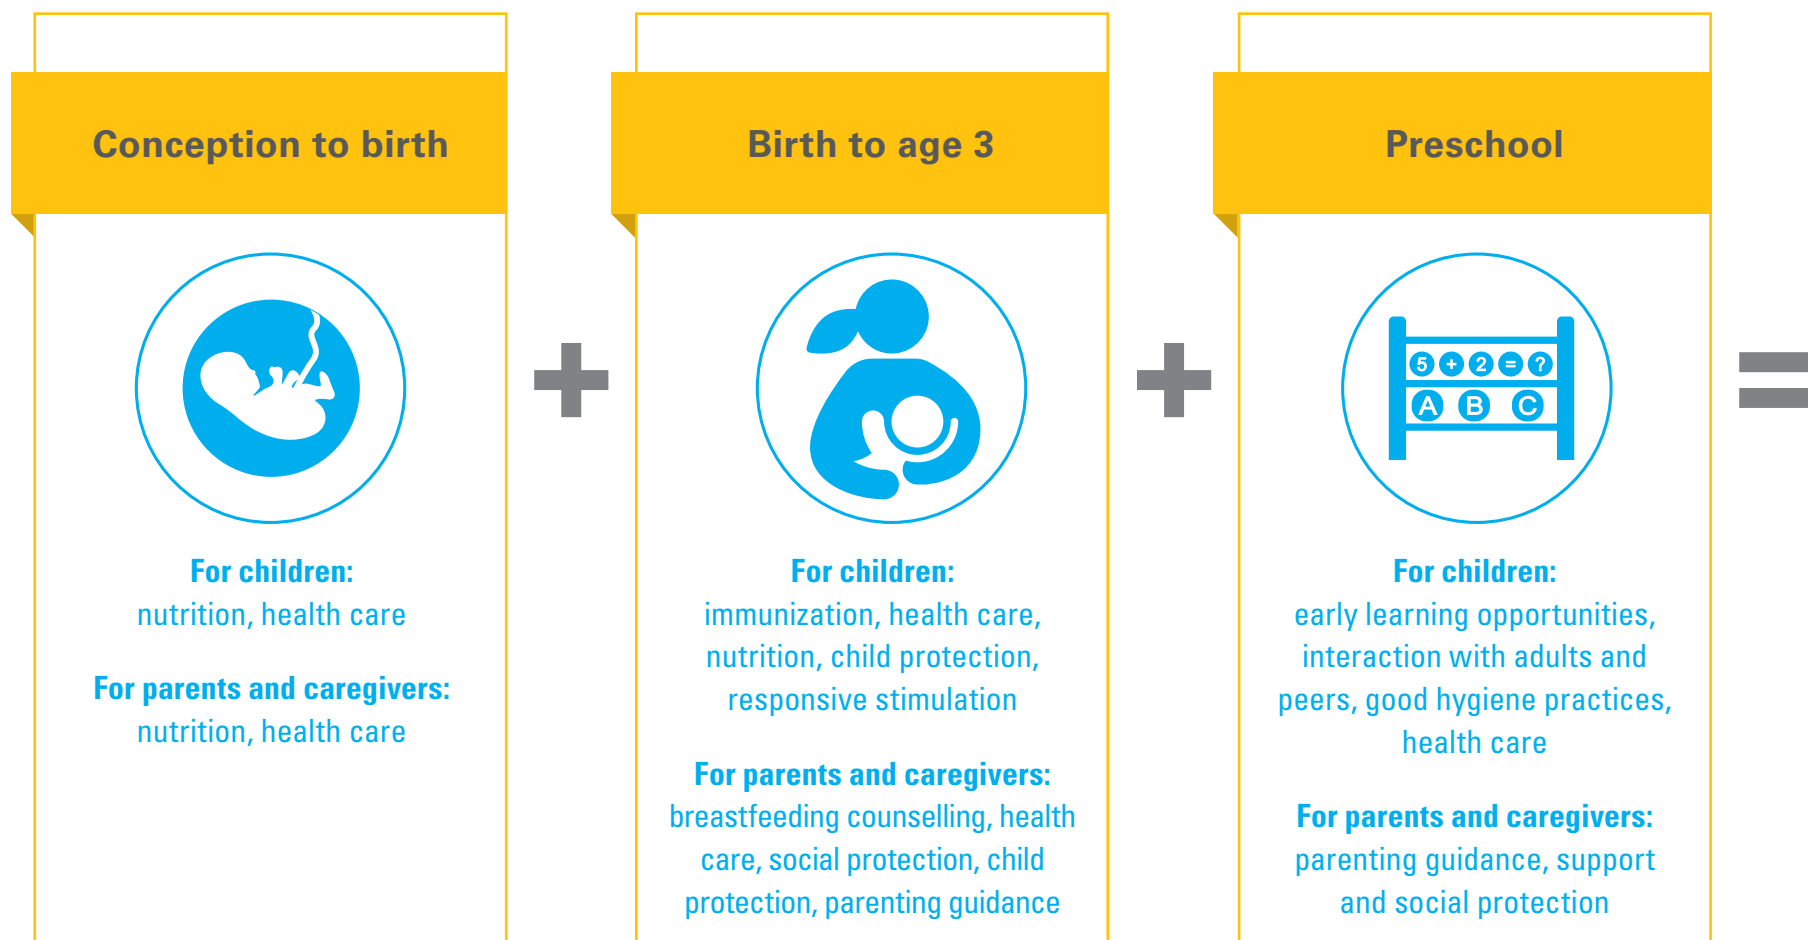 Conception to birth
For children:
nutrition, health care
For parents and caregivers:
nutrition, health care
+
Birth to age 3
For children:
immunization, health care,
nutrition, child protection,
responsive stimulation
For parents and caregivers:
breastfeeding counselling, health
care, social protection, child
protection, parenting guidance
+
Preschool
5 + 2 = ?
A B C
For children:
early learning opportunities,
interaction with adults and
peers, good hygiene practices,
health care
For parents and caregivers:
parenting guidance, support
and social protection
=